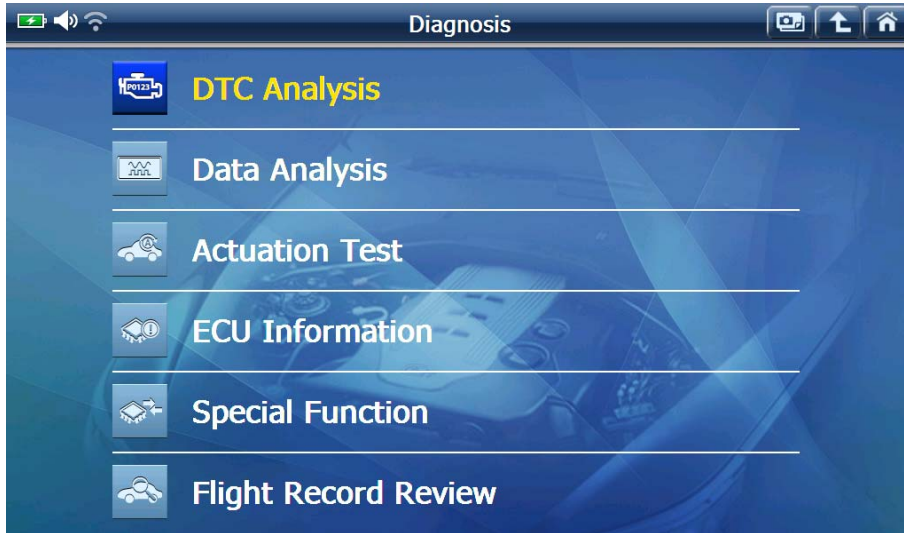 Diagnosis
P0123
DTC Analysis
Data Analysis
Actuation Test
ECU Information
Special Function
Flight Record Review